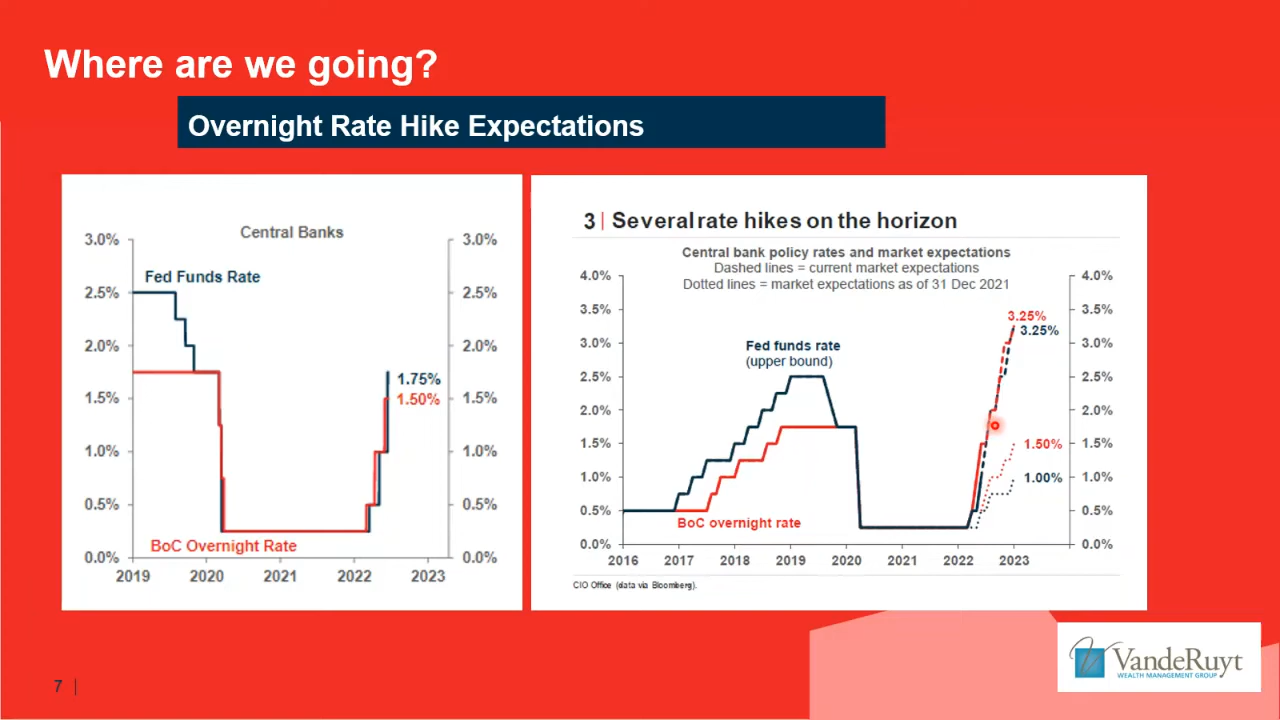 Where are we going?
Overnight Rate Hike Expectations
Central Banks
3.0%
2.5%
2.0%
1.5%
1.0%
0.5%
0.0%
Fed Funds Rate
1.75%
1.50%
BoC Overnight Rate
3.0%
2.5%
2.0%
1.5%
1.0%
0.5%
0.0%
2019 2020 2021 2022 2023
3| Several rate hikes on the horizon
Central bank policy rates and market expectations
Dashed lines = current market expectations
Dotted lines = market expectations as of 31 Dec 2021
4.0%
3.5%
3.0%
2.5%
2.0%
1.5%
1.0%
0.5%
0.0%
Fed funds rate
(upper bound)
BoC overnight rate
3.25%
3.25%
1.50%
1.00%
4.0%
3.5%
3.0%
2.5%
2.0%
1.5%
1.0%
0.5%
0.0%
2016 2017 2018 2019 2020 2021 2022 2023
CIO Office (data via Bloomberg).
7 |
VandeRuyt
WEALTH MANAGEMENT GROUP